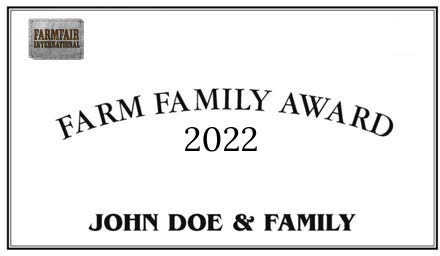 FARMFAIR
INTERNATIONAL
FARM FAMILY AWARD
2022
JOHN DOE & FAMILY